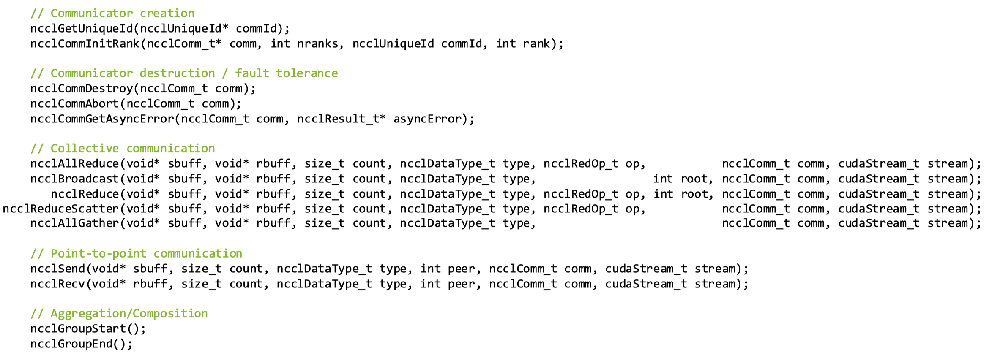 // Communicator creation
ncclGetUniqueId(ncclUniqueId* commId);
ncclCommInitRank(ncclComm_t* comm, int nranks, ncclUniqueId commId, int rank);
// Communicator destruction / fault tolerance
ncclCommDestroy(ncclComm_t comm);
ncclCommAbort(ncclComm_t comm);
ncclCommGetAsyncError(ncclComm_t comm, ncclResult_t* asyncError);
// Collective communication
ncclAllReduce(void* sbuff, void* rbuff, size_t count, ncclDataType_t type, ncclRedOp_t op, ncclComm_t comm, cudaStream_t stream);
ncclBroadcast(void* sbuff, void* rbuff, size_t count, ncclDataType_t type, int root, ncclComm_t comm, cudaStream_t stream);
ncclReduce(void* sbuff, void* rbuff, size_t count, ncclDataType_t type, ncclRedOp_t op, int root, ncclComm_t comm, cudaStream_t stream);
ncclReduceScatter(void* sbuff, void* rbuff, size_t count, ncclDataType_t type, ncclRedOp_t op, ncclComm_t comm, cudaStream_t stream);
ncclAllGather(void* sbuff, void* rbuff, size_t count, ncclDataType_t type, ncclComm_t comm, cudaStream_t stream);
// Point-to-point communication
ncclSend(void* sbuff, size_t count, ncclDataType_t type, int peer, ncclComm_t comm, cudaStream_t stream);
ncclRecv(void* rbuff, size_t count, ncclDataType_t type, int peer, ncclComm_t comm, cudaStream_t stream);
// Aggregation/Composition
ncclGroupStart();
ncclGroupEnd();